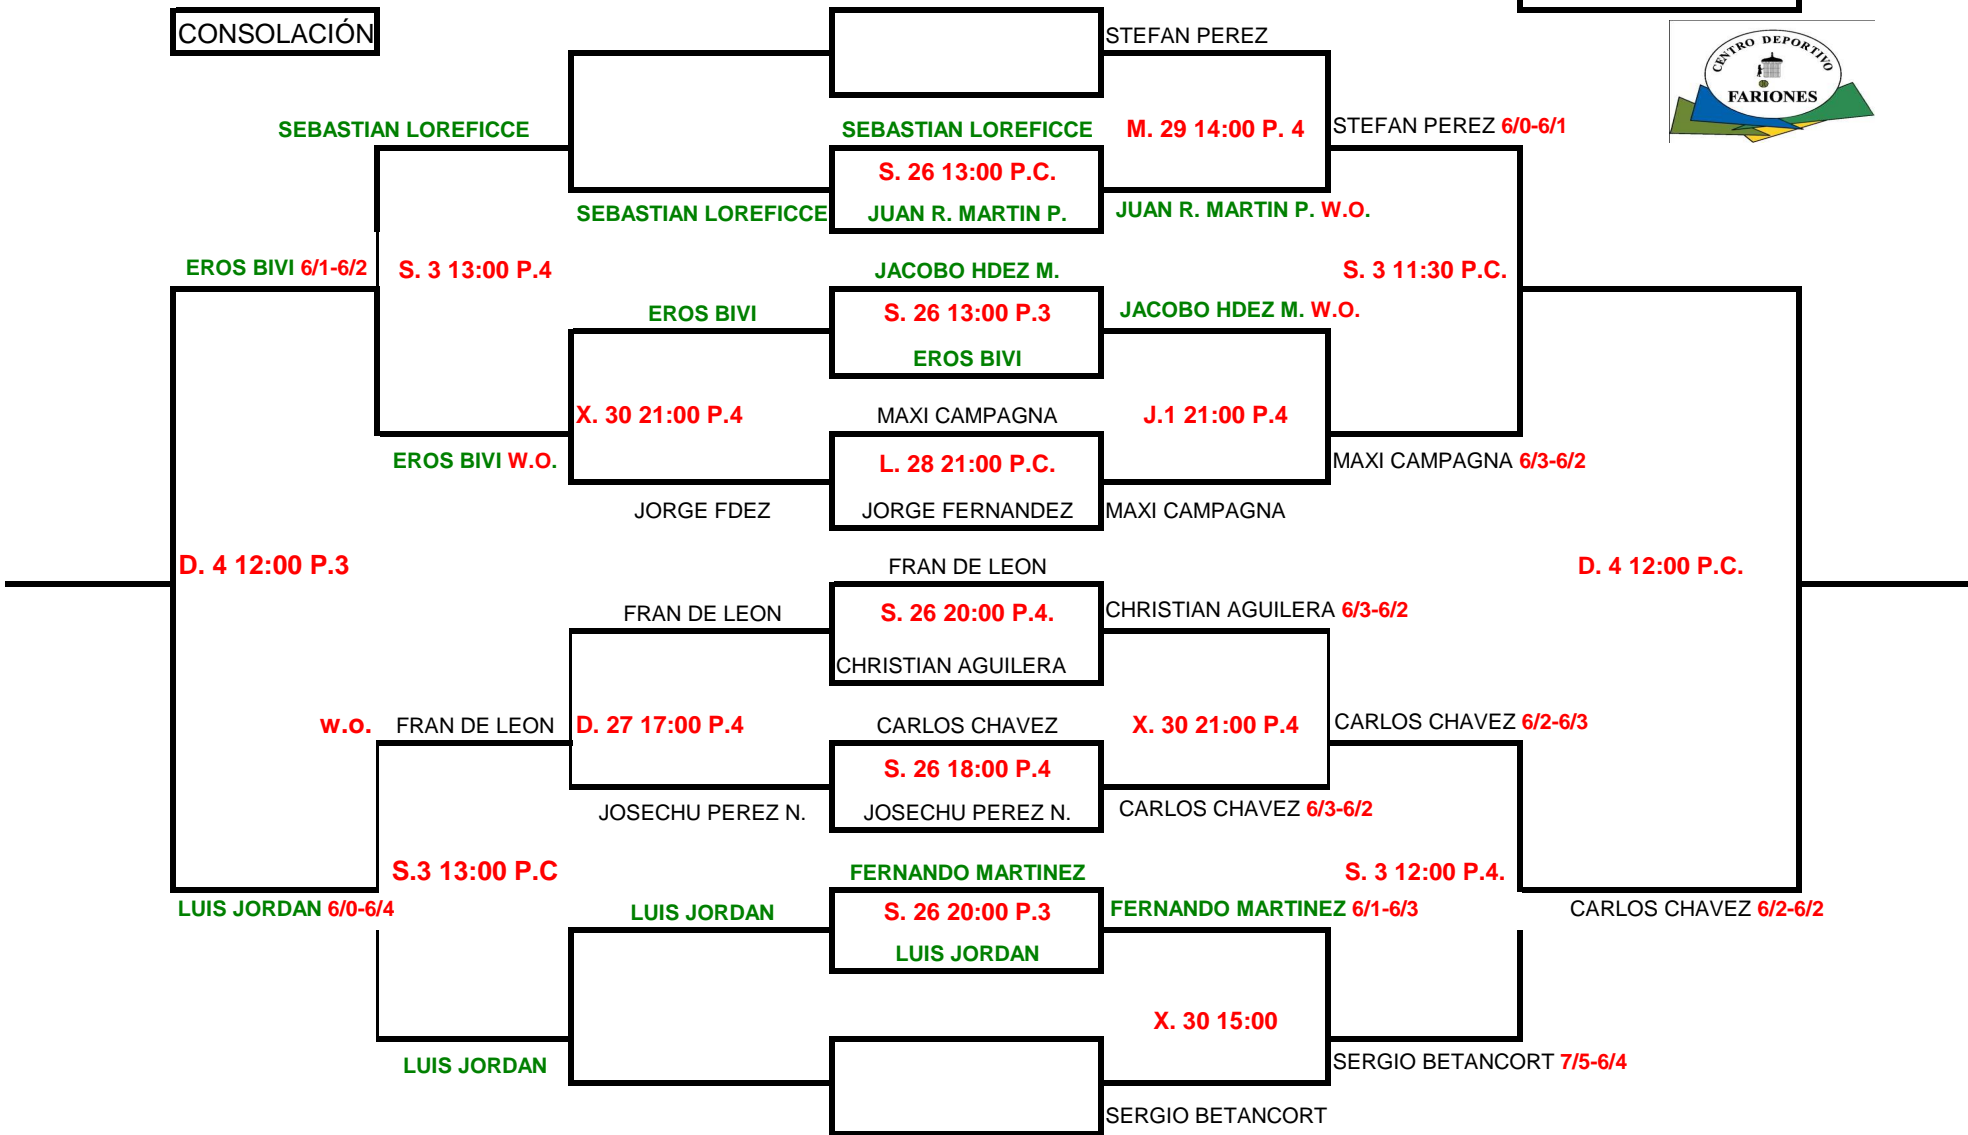 CONSOLACIÓN
STEFAN PEREZ
CENTRO DEPORTIVO
FARIONES
SEBASTIAN LOREFICCE
SEBASTIAN LOREFICCE
M. 29 14:00 P. 4
STEFAN PEREZ 6/0-6/1
S. 26 13:00 P.C.
SEBASTIAN LOREFICCE
JUAN R. MARTIN P.
JUAN R. MARTIN P. W.O.
EROS BIVI 6/1-6/2
S. 3 13:00 P.4
JACOBO HDEZ M.
S. 3 11:30 P.C.
EROS BIVI
S. 26 13:00 P.3
JACOBO HDEZ M. W.O.
EROS BIVI
X. 30 21:00 P.4
MAXI CAMPAGNA
J.1 21:00 P.4
EROS BIVI W.O.
L. 28 21:00 P.C.
MAXI CAMPAGNA 6/3-6/2
JORGE FDEZ
JORGE FERNANDEZ
MAXI CAMPAGNA
D. 4 12:00 P.3
FRAN DE LEON
D. 4 12:00 P.C.
FRAN DE LEON
S. 26 20:00 P.4.
CHRISTIAN AGUILERA 6/3-6/2
CHRISTIAN AGUILERA
w.o.
FRAN DE LEON
D. 27 17:00 P.4
CARLOS CHAVEZ
X. 30 21:00 P.4
CARLOS CHAVEZ 6/2-6/3
S. 26 18:00 P.4
JOSECHU PEREZ N.
JOSECHU PEREZ N.
CARLOS CHAVEZ 6/3-6/2
S.3 13:00 P.C
FERNANDO MARTINEZ
S. 3 12:00 P.4.
LUIS JORDAN 6/0-6/4
LUIS JORDAN
S. 26 20:00 P.3
FERNANDO MARTINEZ 6/1-6/3
CARLOS CHAVEZ 6/2-6/2
LUIS JORDAN
X. 30 15:00
LUIS JORDAN
SERGIO BETANCORT 7/5-6/4
SERGIO BETANCORT